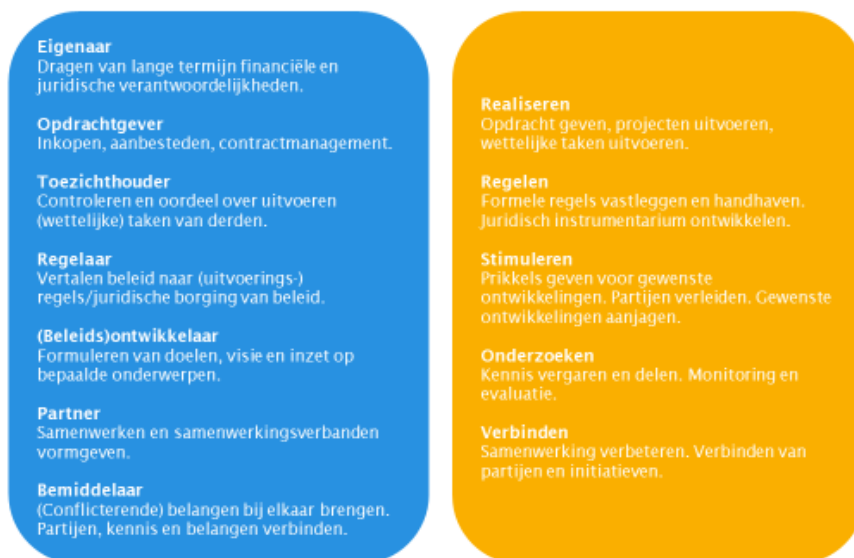 Eigenaar
Dragen van lange termijn financiële en
juridische verantwoordelijkheden.
Opdrachtgever
Inkopen, aanbesteden, contractmanagement.
Toezichthouder
Controleren en oordeel over uitvoeren
(wettelijke) taken van derden.
Regelaar
Vertalen beleid naar (uitvoerings-)
regels/juridische borging van beleid.
(Beleids)ontwikkelaar
Formuleren van doelen, visie en inzet op
bepaalde onderwerpen.
Partner
Samenwerken en samenwerkingsverbanden
vormgeven.
Bemiddelaar
(Conflicterende) belangen bij elkaar brengen.
Partijen, kennis en belangen verbinden.
Realiseren
Opdracht geven, projecten uitvoeren,
wettelijke taken uitvoeren.
Regelen
Formele regels vastleggen en handhaven.
Juridisch instrumentarium ontwikkelen.
Stimuleren
Prikkels geven voor gewenste
ontwikkelingen. Partijen verleiden. Gewenste
ontwikkelingen aanjagen.
Onderzoeken
Kennis vergaren en delen. Monitoring en
evaluatie.
Verbinden
Samenwerking verbeteren. Verbinden van
partijen en initiatieven.